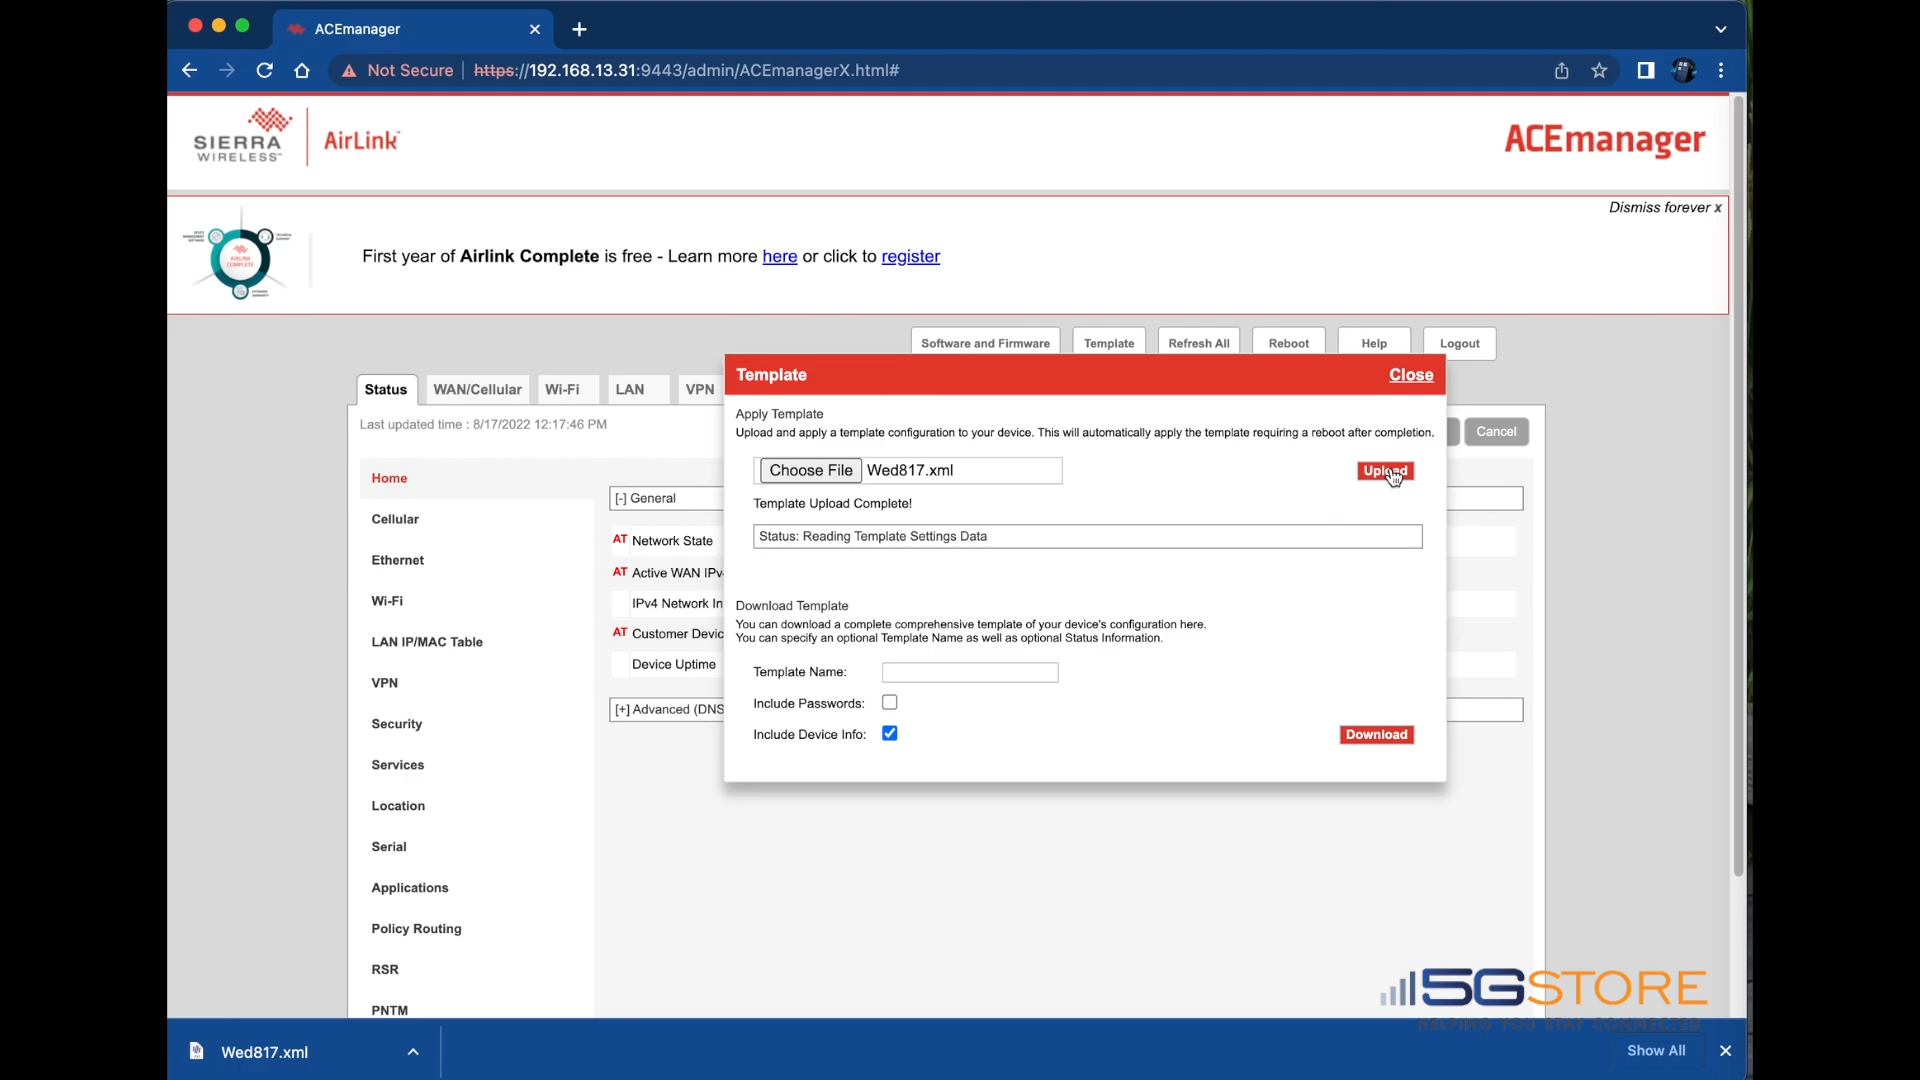 ACEmanager
Not Secure | https://192.168.13.31:9443/admin/ACEmanagerX.html#
SIERRA
WIRELESS™
AirLink™
ACEmanager
Dismiss forever x
AIRLINK
COMPLETE
First year of Airlink Complete is free - Learn more here or click to register
Software and Firmware
Template
Refresh All
Reboot
Help
Logout
Status
WAN/Cellular
Wi-Fi
LAN
VPN
Last updated time : 8/17/2022 12:17:46 PM
Cancel
Home
Cellular
Ethernet
Wi-Fi
LAN IP/MAC Table
VPN
Security
Services
Location
Serial
Applications
Policy Routing
RSR
PNTM
[-] General
AT Network State
AT Active WAN IPv
IPv4 Network In
AT Customer Devic
Device Uptime
[+] Advanced (DNS
Template
Close
Apply Template
Upload and apply a template configuration to your device. This will automatically apply the template requiring a reboot after completion.
Choose File Wed817.xml
Upload
Template Upload Complete!
Status: Reading Template Settings Data
Download Template
You can download a complete comprehensive template of your device's configuration here.
You can specify an optional Template Name as well as optional Status Information.
Template Name:
Include Passwords:
Include Device Info:
Download
5GSTORE
HELPING YOU STAY CONNECTED
Wed817.xml
Show All